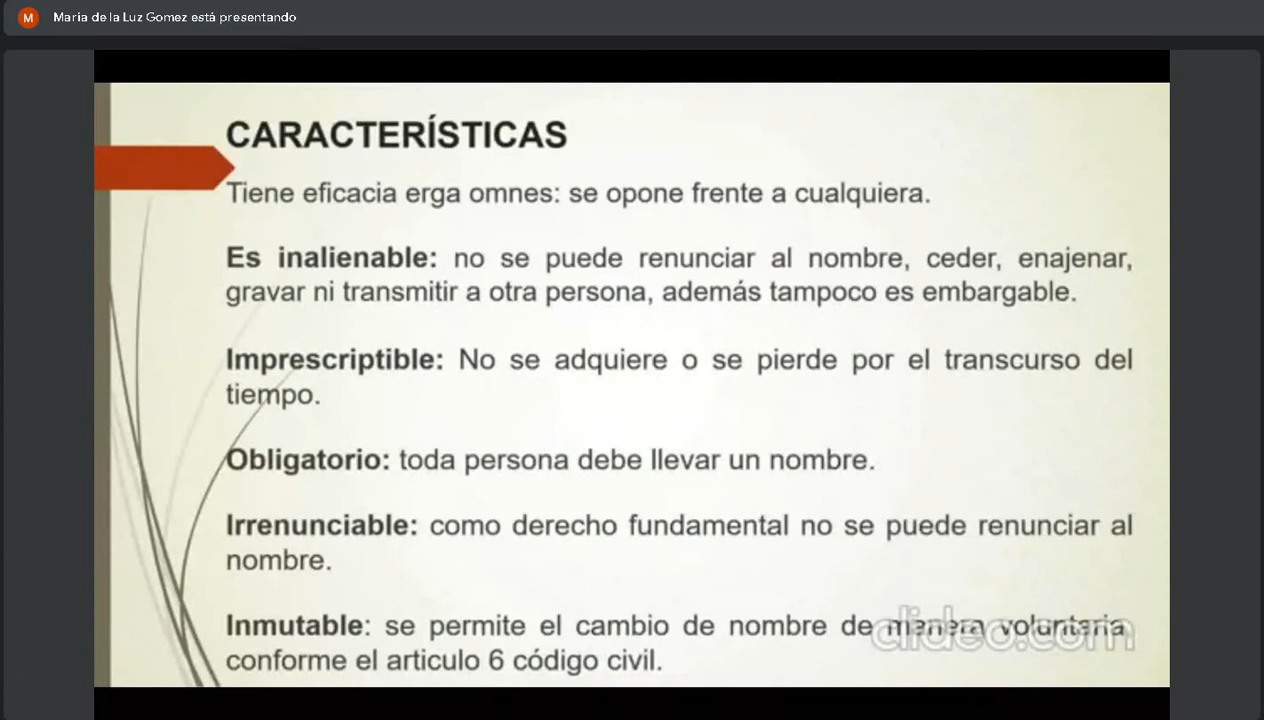 M
Maria de la Luz Gomez está presentando
CARACTERÍSTICAS
Tiene eficacia erga omnes: se opone frente a cualquiera.
Es inalienable: no se puede renunciar al nombre, ceder, enajenar,
gravar ni transmitir a otra persona, además tampoco es embargable.
Imprescriptible: No se adquiere o se pierde por el transcurso del
tiempo.
Obligatorio: toda persona debe llevar un nombre.
Irrenunciable: como derecho fundamental no se puede renunciar al
nombre.
Inmutable: se permite el cambio de nombre de manera voluntaria
conforme el articulo 6 código civil.
clideo.com